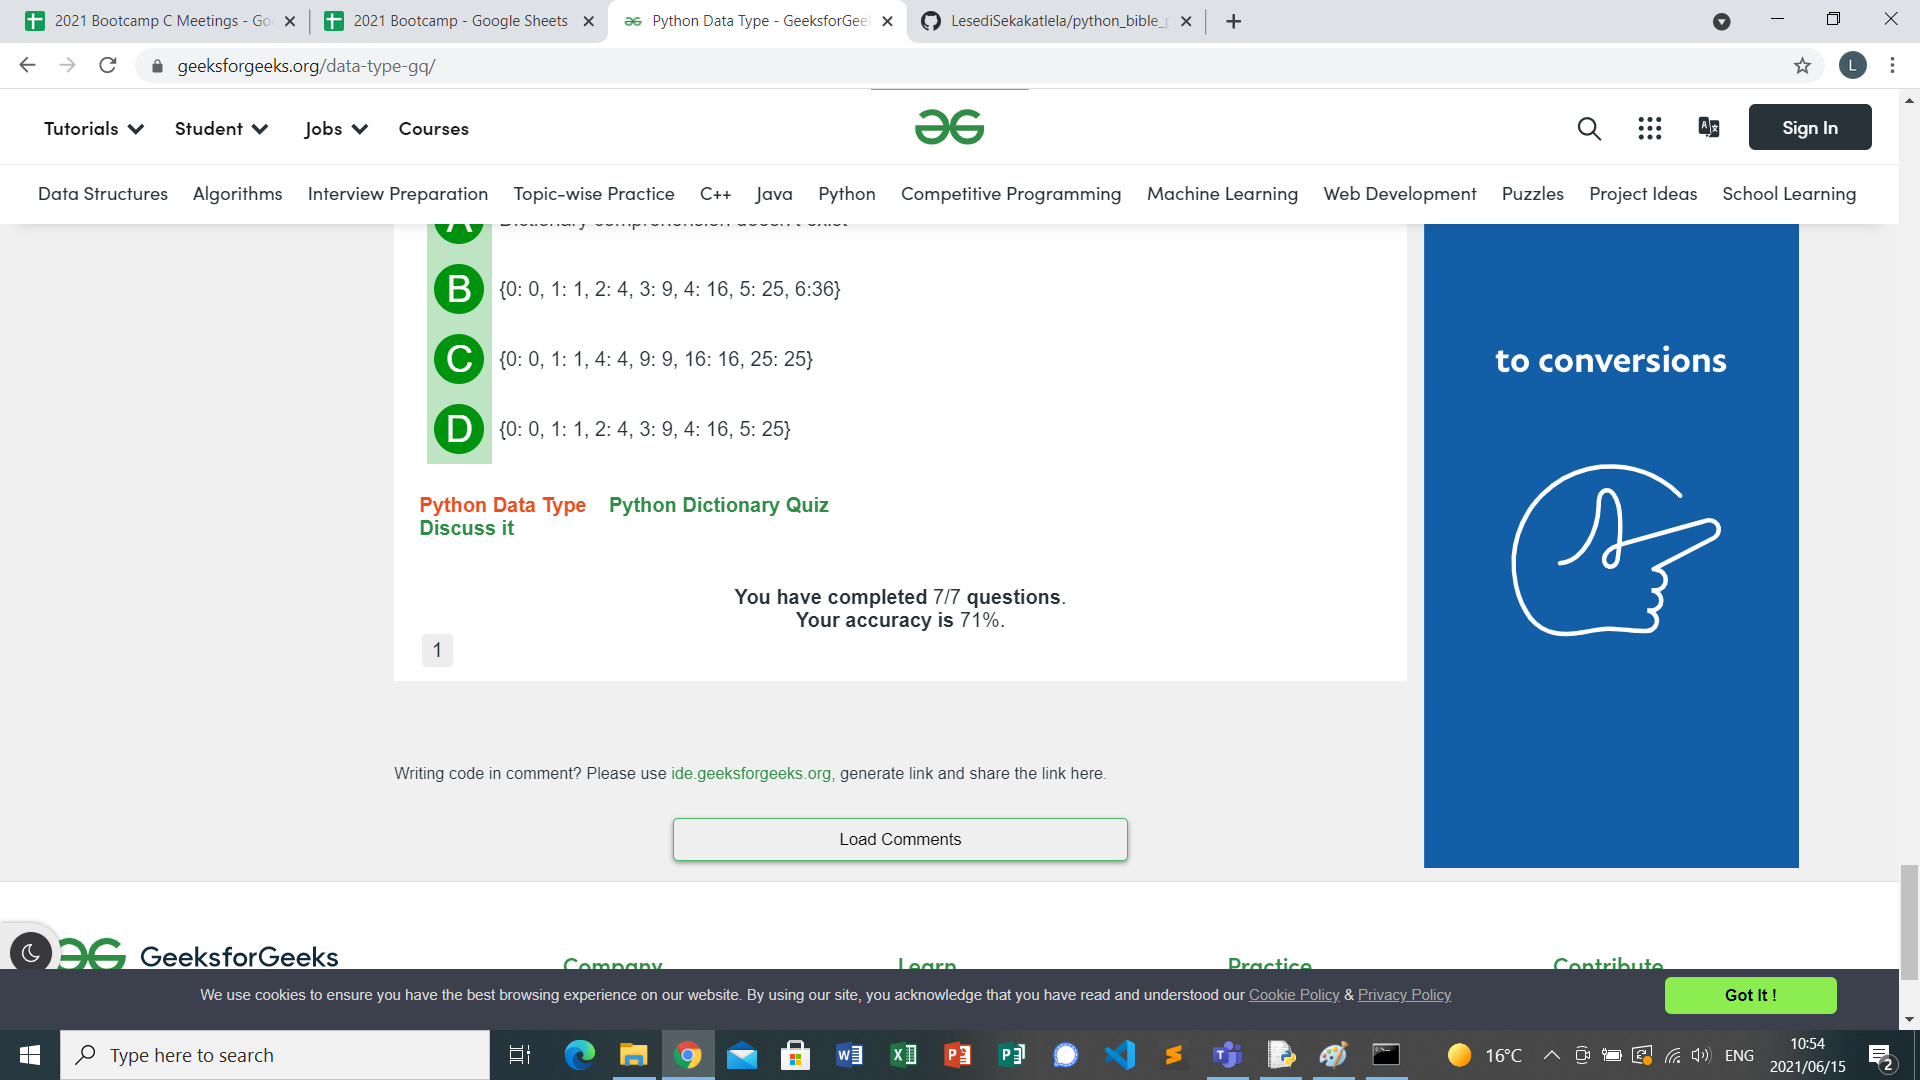 2021 Bootcamp C Meetings - Go
2021 Bootcamp - Google Sheets
Python Data Type - GeeksforGeek
LesediSekakatlela/python_bible_p
geeksforgeeks.org/data-type-gq/
L
Tutorials
Student
Jobs
Courses
Sign In
Data Structures
Algorithms
Interview Preparation
Topic-wise Practice
C++
Java
Python
Competitive Programming
Machine Learning
Web Development
Puzzles
Project Ideas
School Learning
A
Dictionary comprehension doesn't exist
B
{0: 0, 1: 1, 2: 4, 3: 9, 4: 16, 5: 25, 6:36}
C
{0: 0, 1: 1, 4: 4, 9: 9, 16: 16, 25: 25}
D
{0: 0, 1: 1, 2: 4, 3: 9, 4: 16, 5: 25}
Python Data Type Python Dictionary Quiz
Discuss it
You have completed 7/7 questions.
Your accuracy is 71%.
1
to conversions
Writing code in comment? Please use ide.geeksforgeeks.org, generate link and share the link here.
Load Comments
GeeksforGeeks
Company
Learn
Practice
Contribute
We use cookies to ensure you have the best browsing experience on our website. By using our site, you acknowledge that you have read and understood our Cookie Policy & Privacy Policy
Got It !
Type here to search
16°C
ENG
10:54
2021/06/15
2